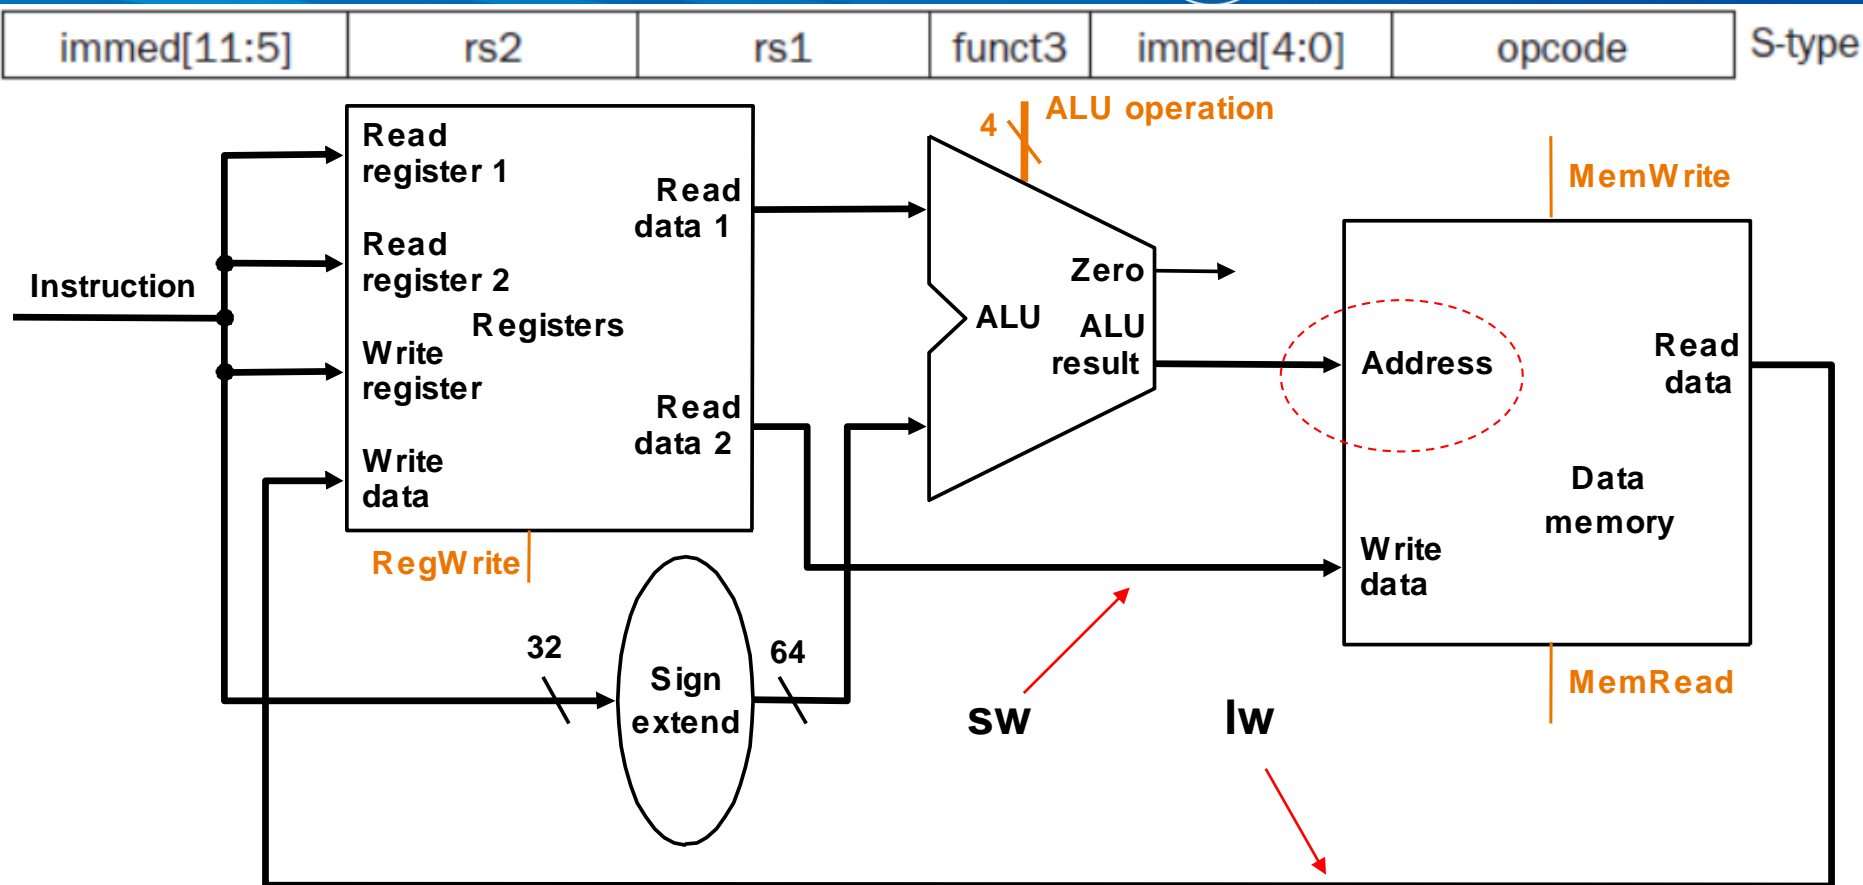 immed[11:5] rs2 rs1 funct3 immed[4:0] opcode S-type
4 ALU operation
Read
register 1
Read
data 1
MemWrite
Read
register 2
Instruction
Registers
Zero
ALU
ALU
result
Write
register
Address
Read
data
Read
data 2
Write
data
Data
memory
RegWrite
Write
data
32
64
Sign
extend
sw
lw
MemRead